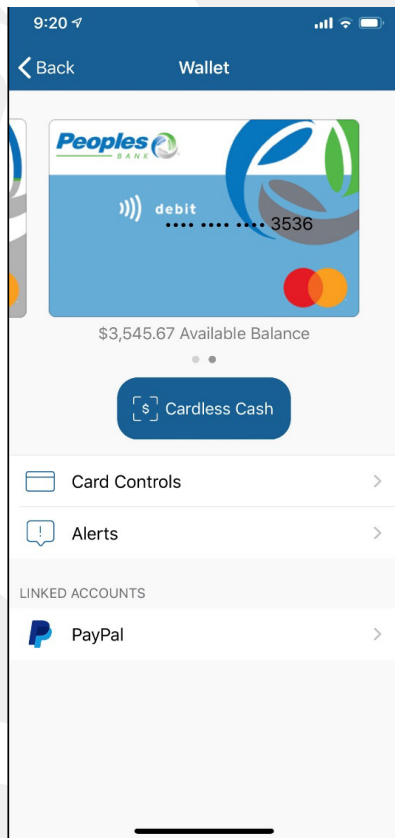 9:20
Back Wallet
Peoples
BANK
debit
•••• •••• •••• 3536
$3,545.67 Available Balance
$ Cardless Cash
Card Controls
! Alerts
LINKED ACCOUNTS
PayPal